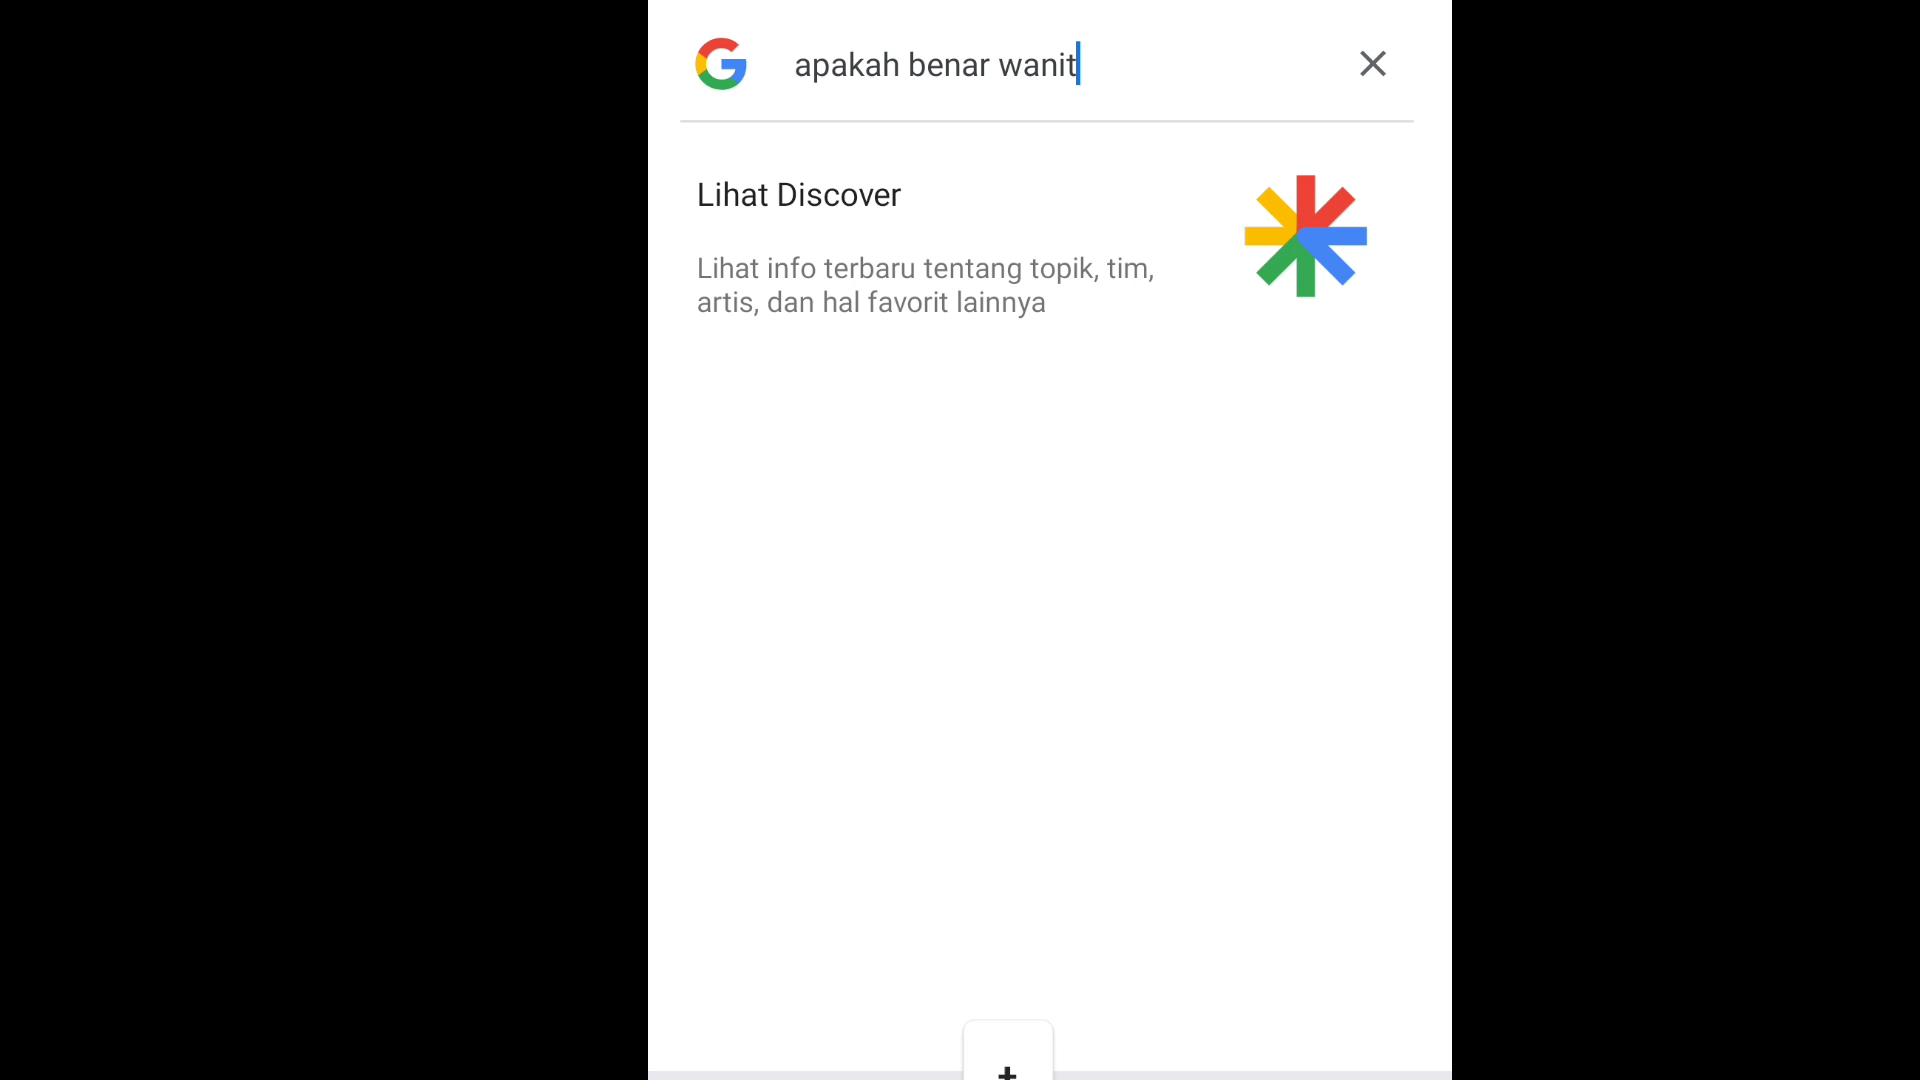 apakah benar wanit
Lihat Discover
Lihat info terbaru tentang topik, tim,
artis, dan hal favorit lainnya